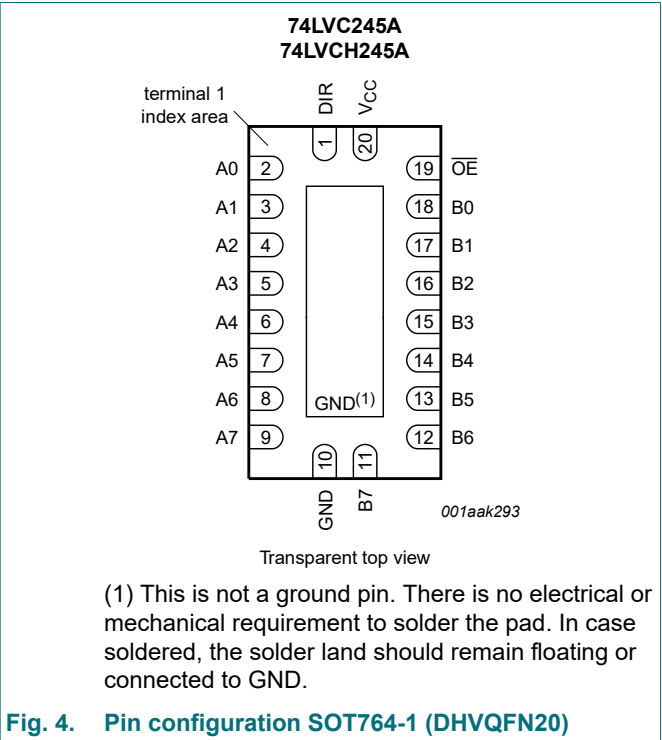 74LVC245A
74LVCH245A
terminal 1
index area
DIR
VCC
1
20
A0 2
19 OE
A1 3
18 B0
A2 4
17 B1
A3 5
16 B2
A4 6
15 B3
A5 7
14 B4
A6 8
GND(1)
13 B5
A7 9
12 B6
10
11
GND
B7
001aak293
Transparent top view
(1) This is not a ground pin. There is no electrical or
mechanical requirement to solder the pad. In case
soldered, the solder land should remain floating or
connected to GND.
Fig. 4. Pin configuration SOT764-1 (DHVQFN20)